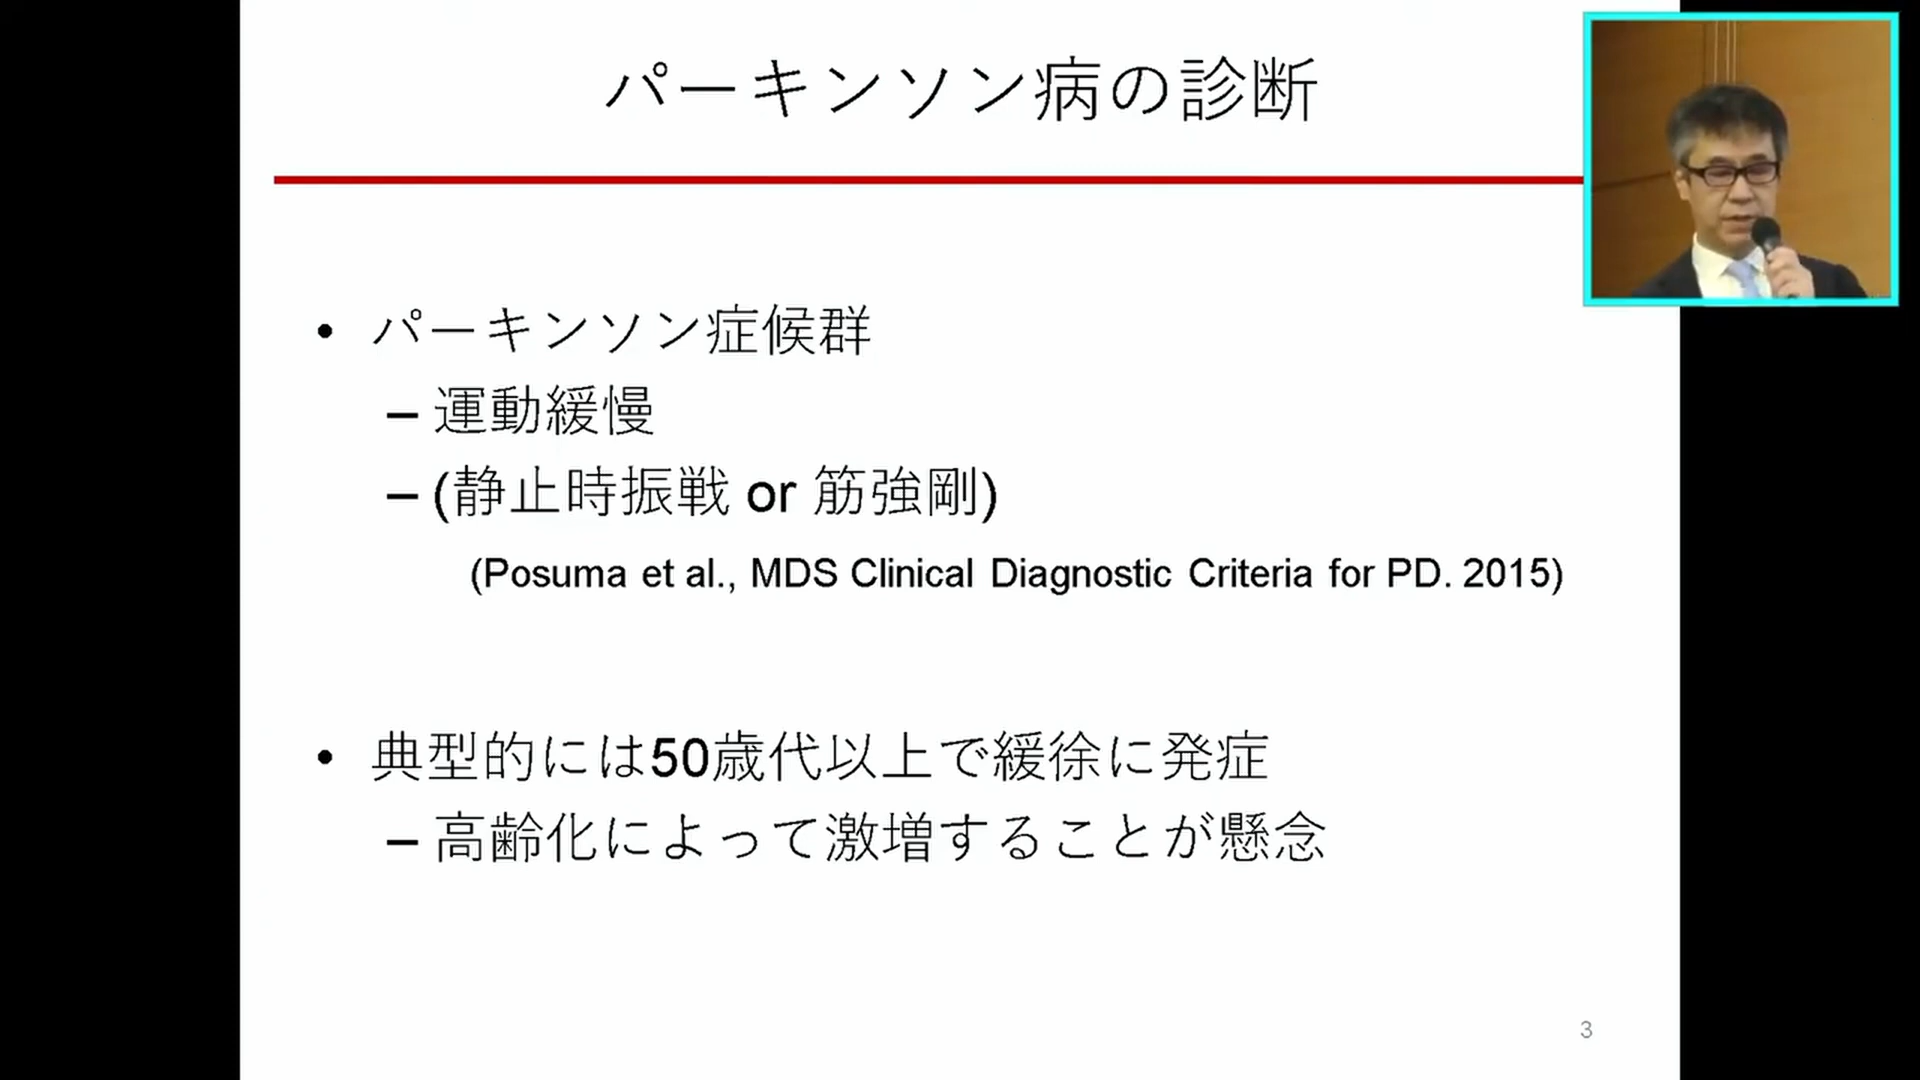 パーキンソン病の診断
• パーキンソン症候群
– 運動緩慢
– (静止時振戦 or 筋強剛)
(Posuma et al., MDS Clinical Diagnostic Criteria for PD. 2015)
• 典型的には50歳代以上で緩徐に発症
– 高齢化によって激増することが懸念
3